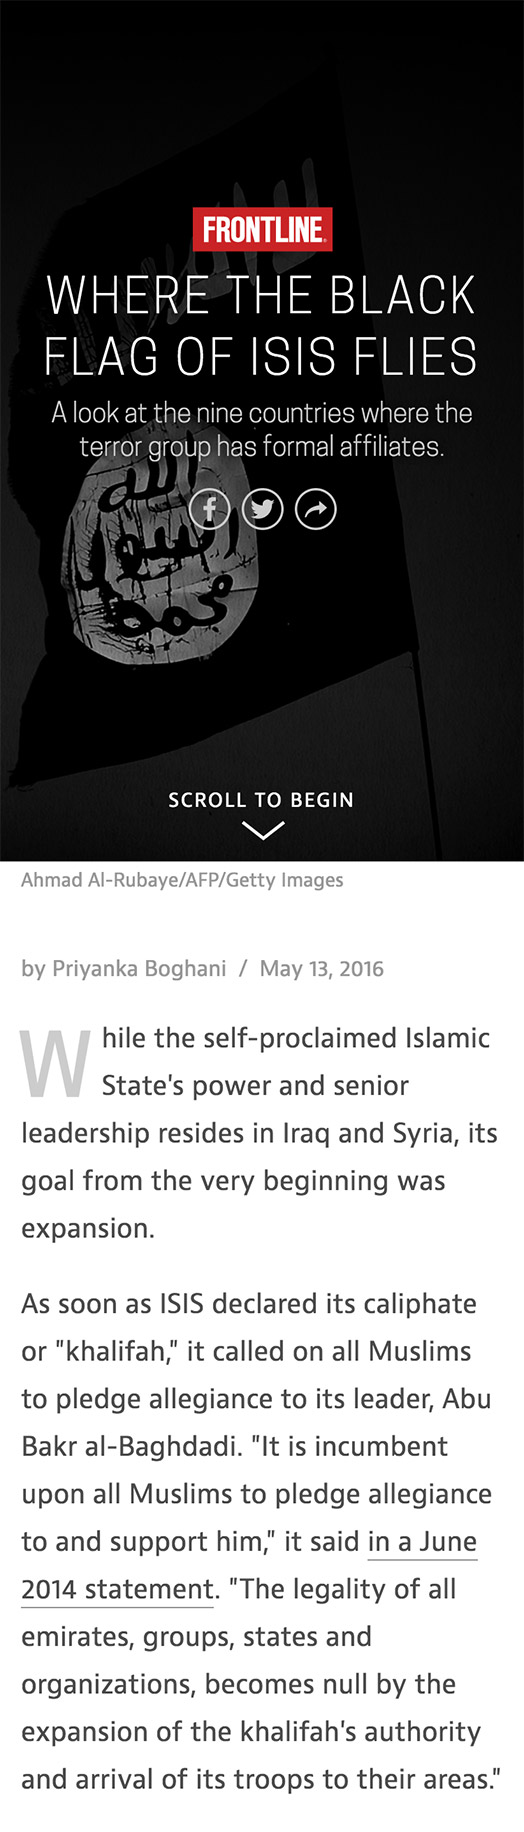 FRONTLINE
WHERE THE BLACK
FLAG OF ISIS FLIES
A look at the nine countries where the
terror group has formal affiliates.
الله
رسول
محمد
SCROLL TO BEGIN
Ahmad Al-Rubaye/AFP/Getty Images
by Priyanka Boghani / May 13, 2016
While the self-proclaimed Islamic
State's power and senior
leadership resides in Iraq and Syria, its
goal from the very beginning was
expansion.
As soon as ISIS declared its caliphate
or "khalifah," it called on all Muslims
to pledge allegiance to its leader, Abu
Bakr al-Baghdadi. "It is incumbent
upon all Muslims to pledge allegiance
to and support him," it said in a June
2014 statement. "The legality of all
emirates, groups, states and
organizations, becomes null by the
expansion of the khalifah's authority
and arrival of its troops to their areas."